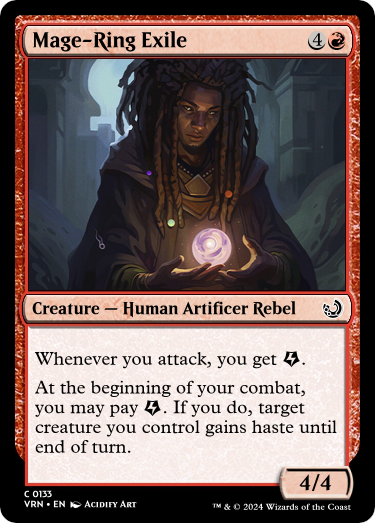 Mage-Ring Exile 4
Creature — Human Artificer Rebel
Whenever you attack, you get .
At the beginning of your combat,
you may pay . If you do, target
creature you control gains haste until
end of turn.
4/4
C 0133
VRN • EN Acidify Art
™ & © 2024 Wizards of the Coast